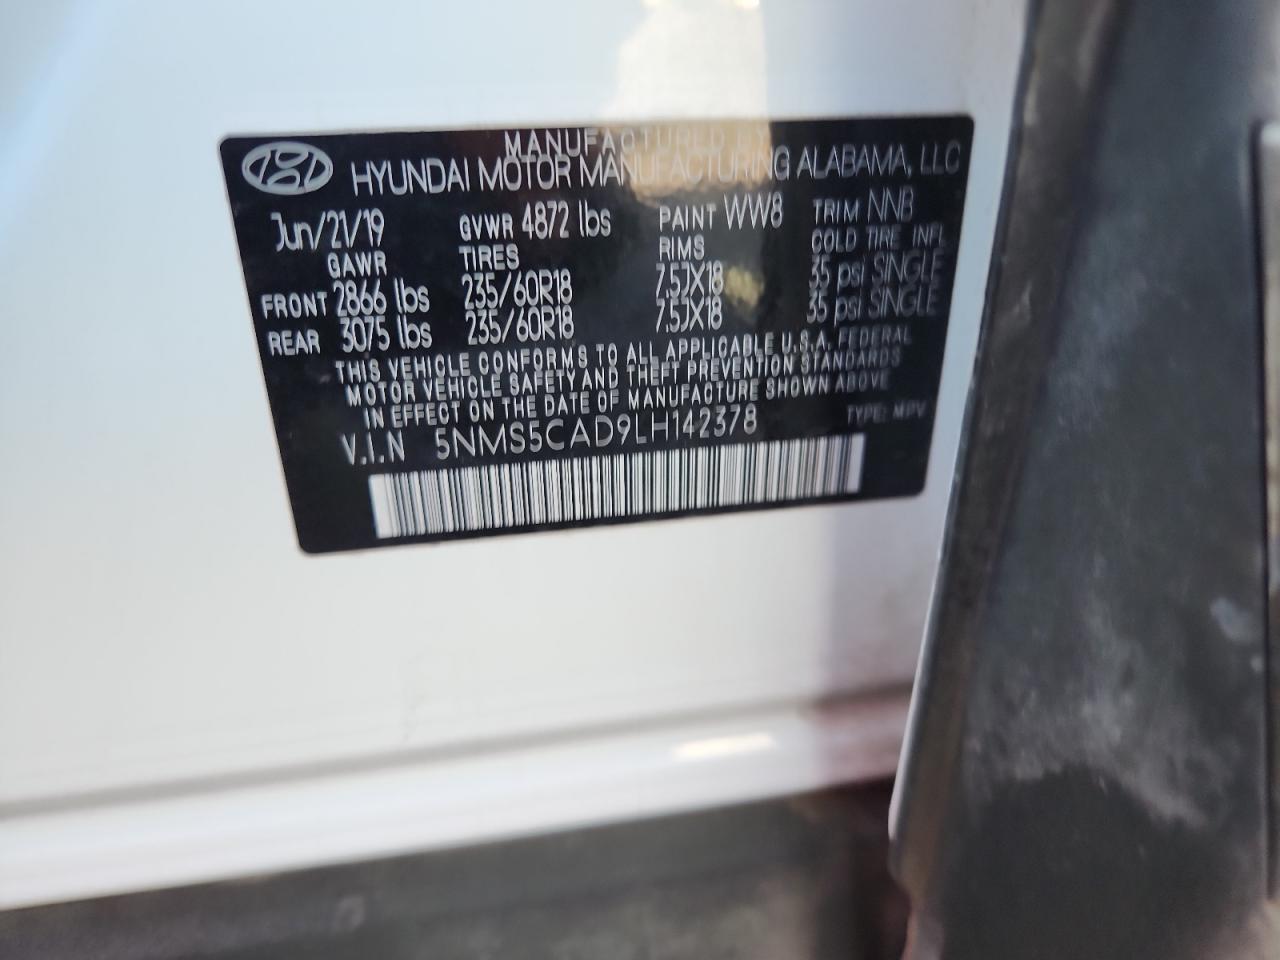 MANUFACTURED BY
HYUNDAI MOTOR MANUFACTURING ALABAMA, LLC
Jun/21/19 GVWR 4872 lbs PAINT WW8 TRIM NNB
GAWR TIRES RIMS COLD TIRE INFL
FRONT 2866 lbs 235/60R18 7.5JX18 35 psi SINGLE
REAR 3075 lbs 235/60R18 7.5JX18 35 psi SINGLE
THIS VEHICLE CONFORMS TO ALL APPLICABLE U.S.A. FEDERAL
MOTOR VEHICLE SAFETY AND THEFT PREVENTION STANDARDS
IN EFFECT ON THE DATE OF MANUFACTURE SHOWN ABOVE
V.I.N 5NMS5CAD9LH142378 TYPE: MPV